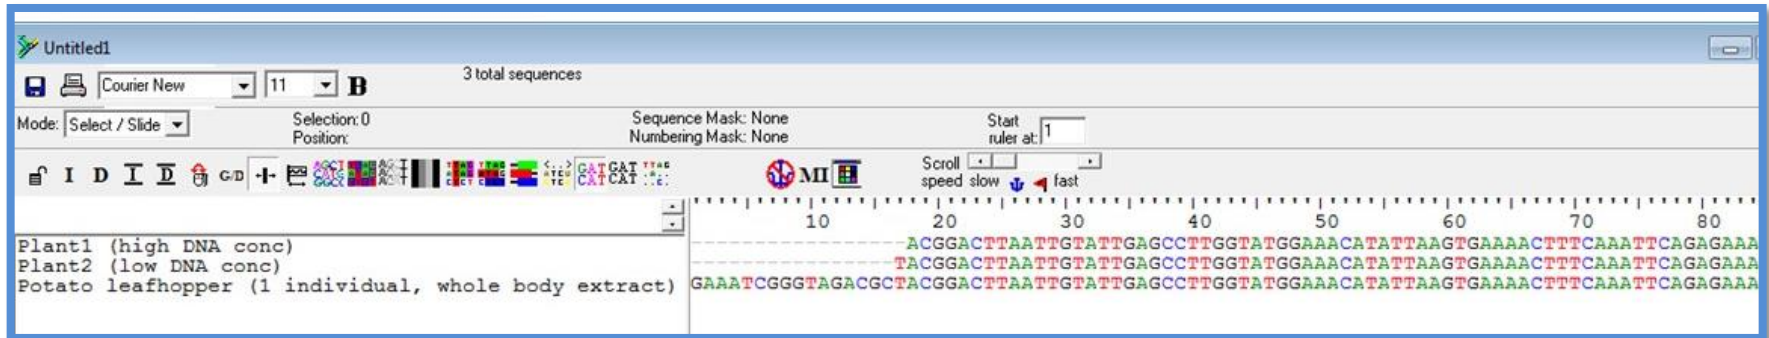 Untitled1
Courier New 11 B 3 total sequences
Mode: Select / Slide Selection: 0 Sequence Mask: None Start
Position: Numbering Mask: None ruler at: 1
I D I D G/D MI Scroll
speed slow fast
10 20 30 40 50 60 70 80
Plant1 (high DNA conc) -----------------ACGGACTTAATTGTATTGAGCCTTGGTATGGAAACATATTAAGTGAAAACTTTCAAATTCAGAGAAA
Plant2 (low DNA conc) ----------------TACGGACTTAATTGTATTGAGCCTTGGTATGGAAACATATTAAGTGAAAACTTTCAAATTCAGAGAAA
Potato leafhopper (1 individual, whole body extract) GAAATCGGGTAGACGCTACGGACTTAATTGTATTGAGCCTTGGTATGGAAACATATTAAGTGAAAACTTTCAAATTCAGAGAAA